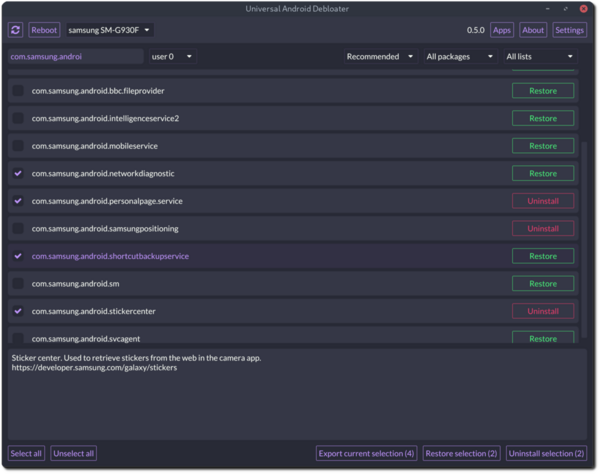 Universal Android Debloater
Reboot samsung SM-G930F 0.5.0 Apps About Settings
com.samsung.androi user 0 Recommended All packages All lists
com.samsung.android.bbc.fileprovider Restore
com.samsung.android.intelligenceservice2 Restore
com.samsung.android.mobileservice Restore
com.samsung.android.networkdiagnostic Restore
com.samsung.android.personalpage.service Uninstall
com.samsung.android.samsungpositioning Uninstall
com.samsung.android.shortcutbackupservice Restore
com.samsung.android.sm Restore
com.samsung.android.stickercenter Uninstall
com.samsung.android.svcagent Restore
Sticker center. Used to retrieve stickers from the web in the camera app.
https://developer.samsung.com/galaxy/stickers
Select all Unselect all Export current selection (4) Restore selection (2) Uninstall selection (2)